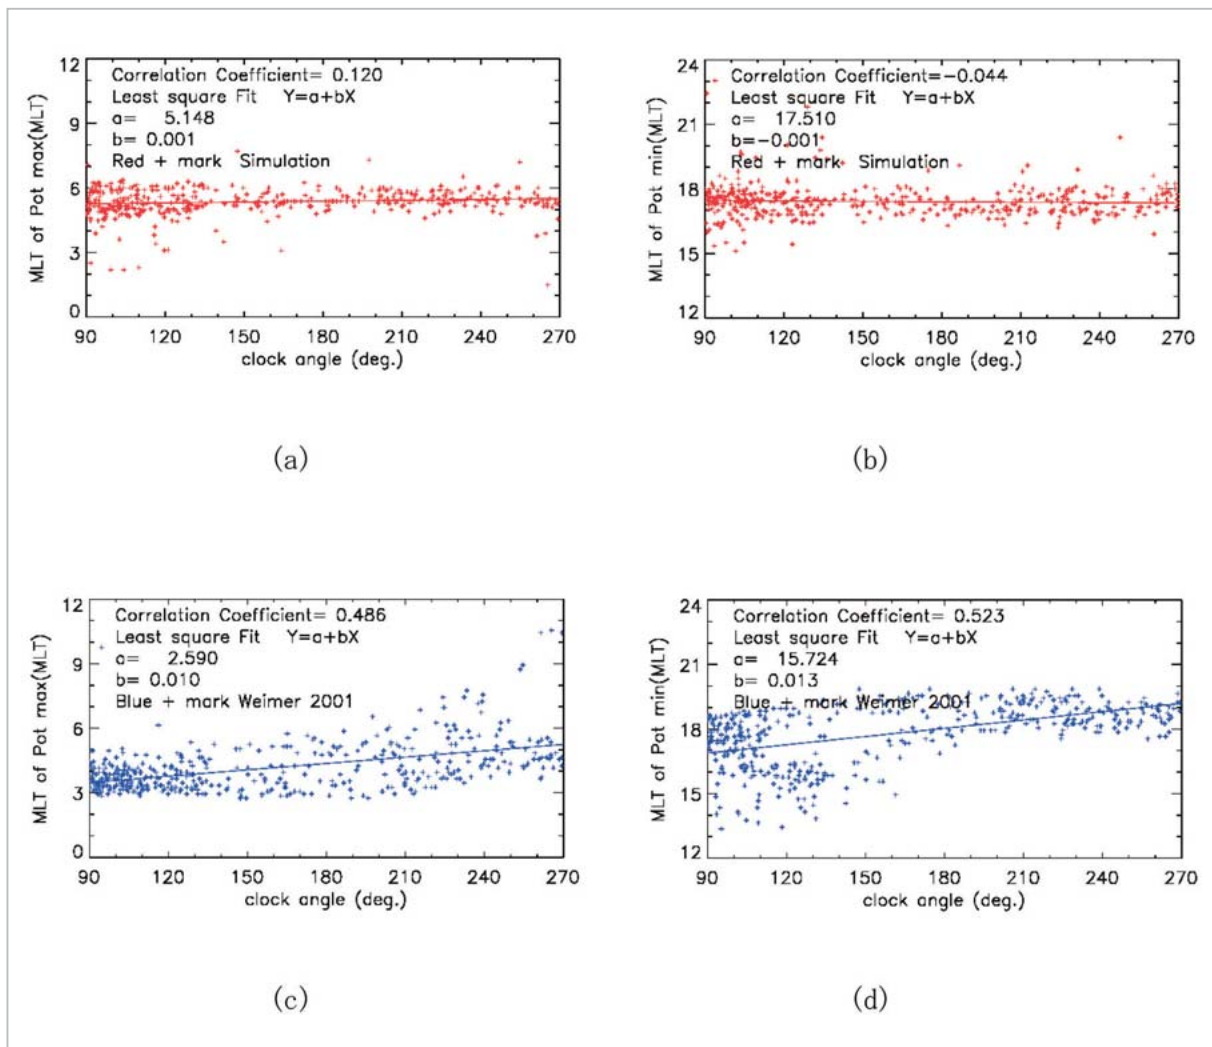 12
9
6
3
0
MLT of Pot max(MLT)
Correlation Coefficient= 0.120
Least square Fit Y=a+bX
a= 5.148
b= 0.001
Red + mark Simulation
90 120 150 180 210 240 270
clock angle (deg.)
(a)
24
21
18
15
12
MLT of Pot min(MLT)
Correlation Coefficient=-0.044
Least square Fit Y=a+bX
a= 17.510
b=-0.001
Red + mark Simulation
90 120 150 180 210 240 270
clock angle (deg.)
(b)
12
9
6
3
0
MLT of Pot max(MLT)
Correlation Coefficient= 0.486
Least square Fit Y=a+bX
a= 2.590
b= 0.010
Blue + mark Weimer 2001
90 120 150 180 210 240 270
clock angle (deg.)
(c)
24
21
18
15
12
MLT of Pot min(MLT)
Correlation Coefficient= 0.523
Least square Fit Y=a+bX
a= 15.724
b= 0.013
Blue + mark Weimer 2001
90 120 150 180 210 240 270
clock angle (deg.)
(d)